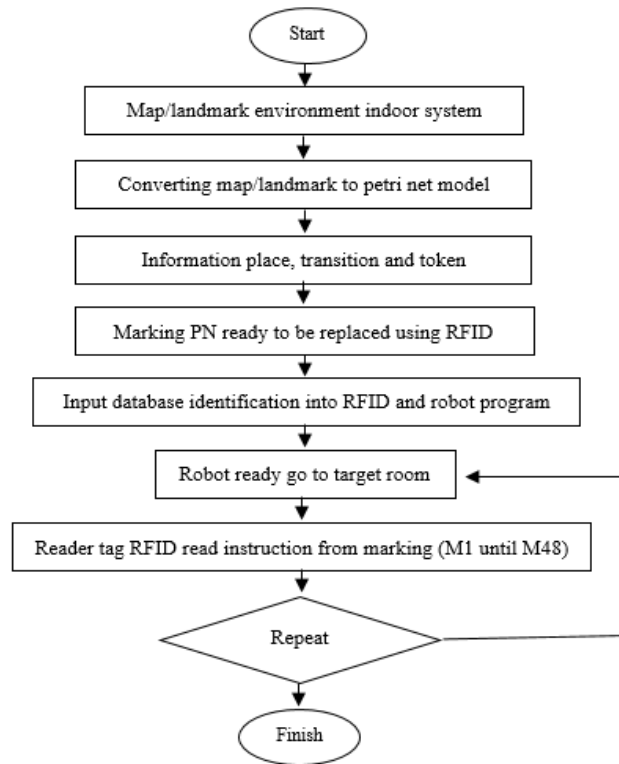 Start
Map/landmark environment indoor system
Converting map/landmark to petri net model
Information place, transition and token
Marking PN ready to be replaced using RFID
Input database identification into RFID and robot program
Robot ready go to target room
Reader tag RFID read instruction from marking (M1 until M48)
Repeat
Finish